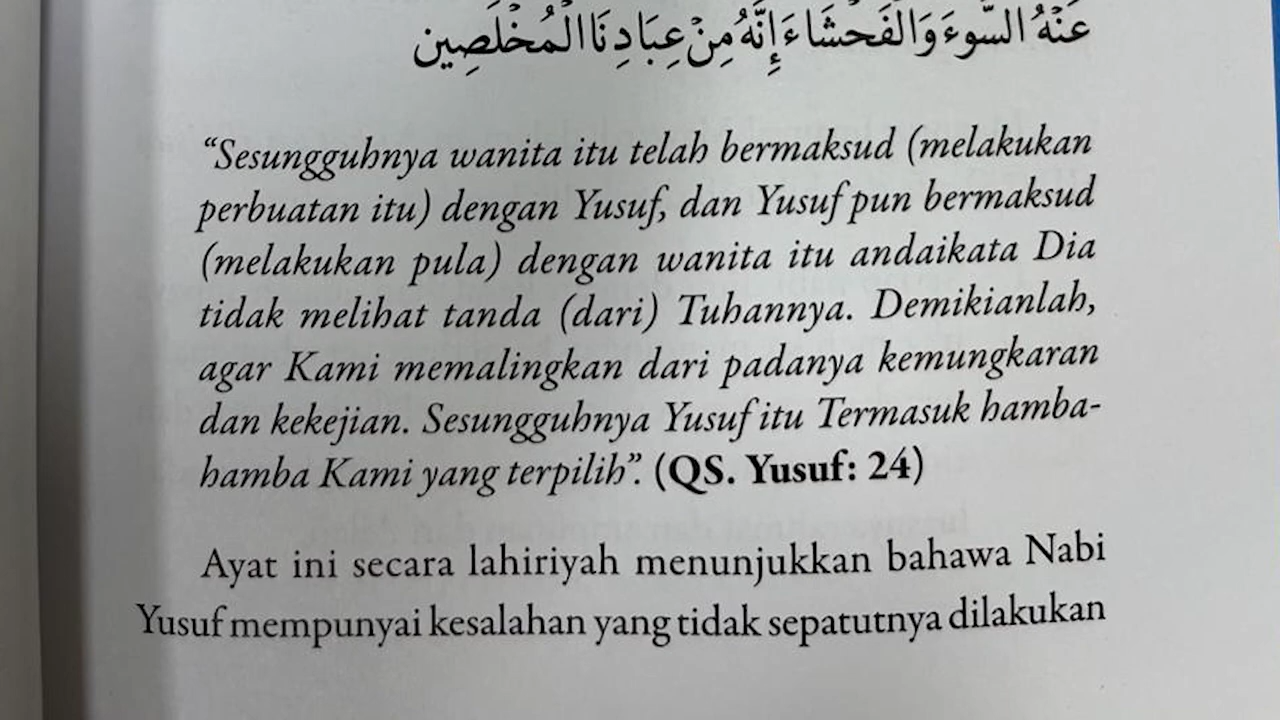 عَنْهُ السُّوءَ وَالْفَحْشَاءَ إِنَّهُ مِنْ عِبَادِنَا الْمُخْلَصِين
“Sesungguhnya wanita itu telah bermaksud (melakukan
perbuatan itu) dengan Yusuf, dan Yusuf pun bermaksud
(melakukan pula) dengan wanita itu andaikata Dia
tidak melihat tanda (dari) Tuhannya. Demikianlah,
agar Kami memalingkan dari padanya kemungkaran
dan kekejian. Sesungguhnya Yusuf itu Termasuk hamba-
hamba Kami yang terpilih”. (QS. Yusuf: 24)
Ayat ini secara lahiriyah menunjukkan bahawa Nabi
Yusuf mempunyai kesalahan yang tidak sepatutnya dilakukan